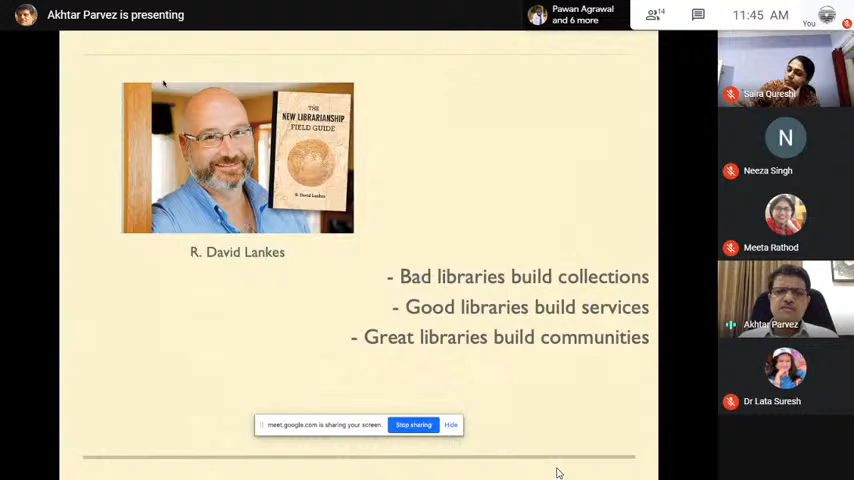 Akhtar Parvez is presenting
Pawan Agrawal
and 6 more
14
11:45 AM
You
THE
NEW LIBRARIANSHIP
FIELD GUIDE
R. David Lankes
R. David Lankes
- Bad libraries build collections
- Good libraries build services
- Great libraries build communities
meet.google.com is sharing your screen.
Stop sharing
Hide
Saira Qureshi
N
Neeza Singh
Meeta Rathod
Akhtar Parvez
Dr Lata Suresh